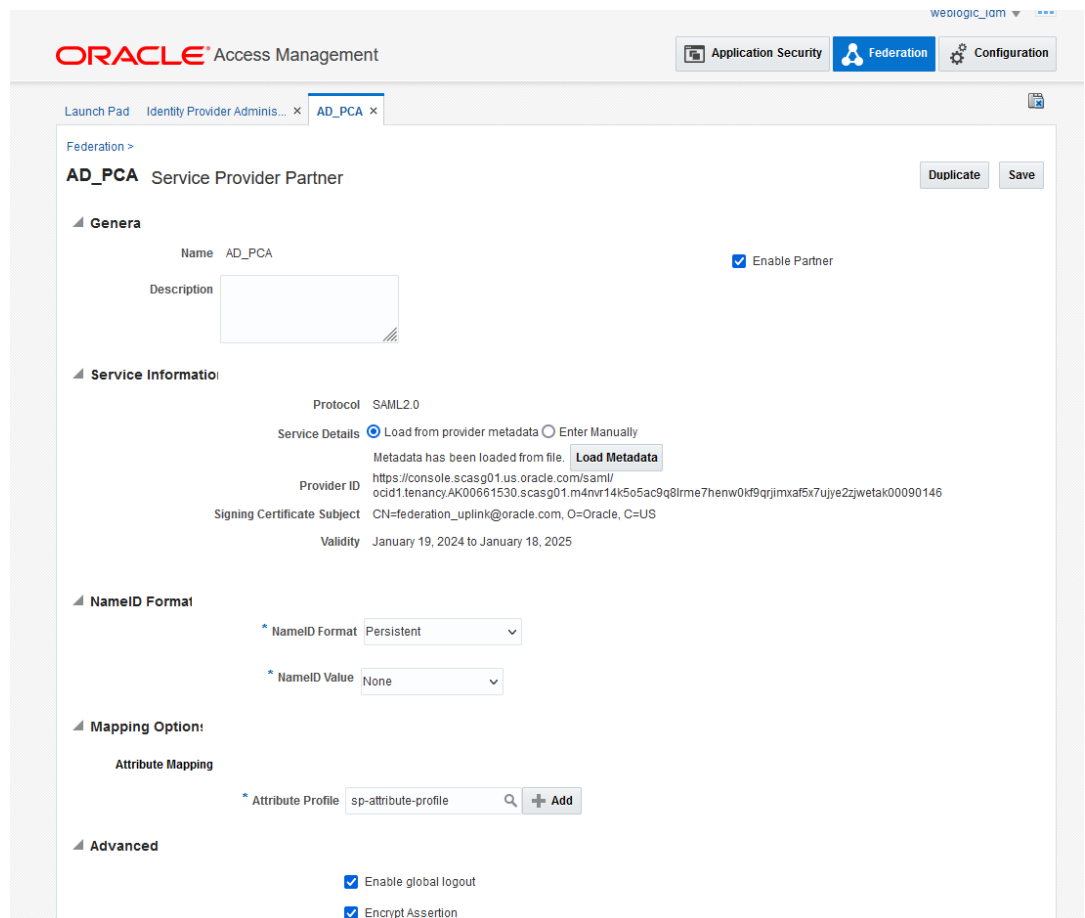 weblogic_idm
ORACLE Access Management
Application Security
Federation
Configuration
Launch Pad
Identity Provider Adminis...
AD_PCA
Federation >
AD_PCA Service Provider Partner
Duplicate
Save
Genera
Name AD_PCA
Enable Partner
Description
Service Informatio
Protocol SAML2.0
Service Details Load from provider metadata Enter Manually
Metadata has been loaded from file. Load Metadata
Provider ID https://console.scasg01.us.oracle.com/saml/
ocid1.tenancy.AK00661530.scasg01.m4nvr14k5o5ac9q8lrme7henw0kf9qrjimxaf5x7ujye2zjwetak00090146
Signing Certificate Subject CN=federation_uplink@oracle.com, O=Oracle, C=US
Validity January 19, 2024 to January 18, 2025
NameID Format
* NameID Format Persistent
* NameID Value None
Mapping Options
Attribute Mapping
* Attribute Profile sp-attribute-profile
Add
Advanced
Enable global logout
Encrypt Assertion